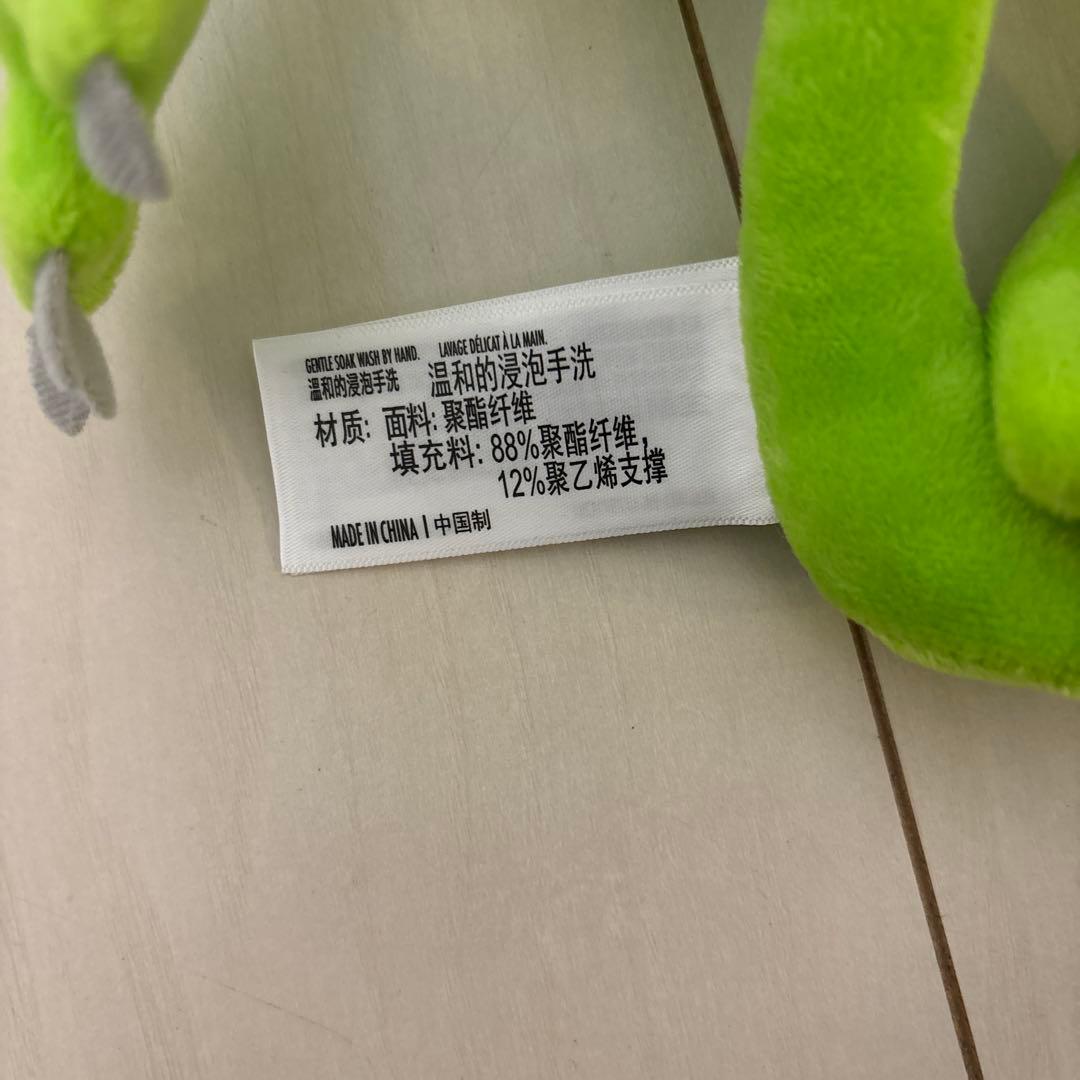 GENTLE SOAK WASH BY HAND. LAVAGE DÉLICAT À LA MAIN.
温和的浸泡手洗 温和的浸泡手洗
材质: 面料: 聚酯纤维
填充料: 88%聚酯纤维,
12%聚乙烯支撑
MADE IN CHINA | 中国制